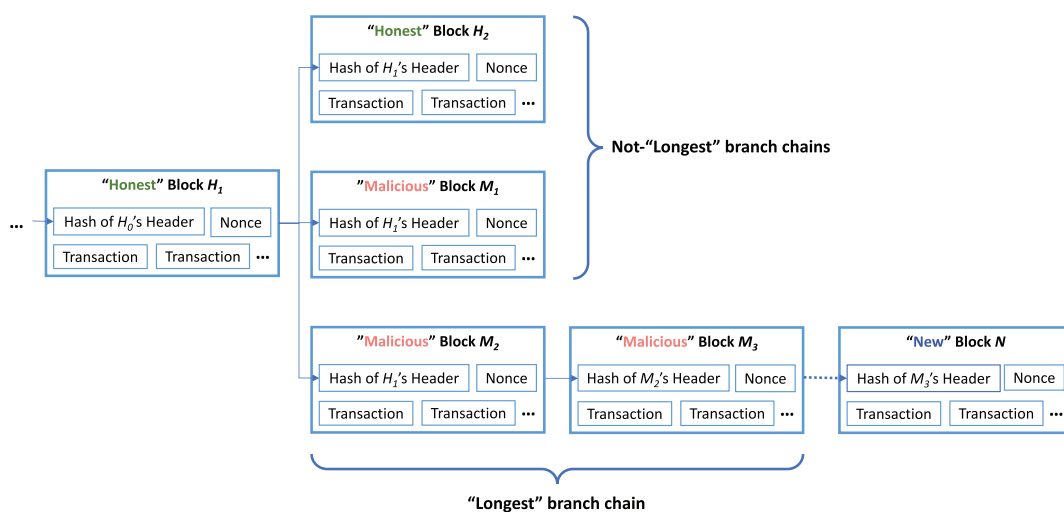 “Honest” Block H2
Hash of H1’s Header
Nonce
Transaction
Transaction
...
Not-“Longest” branch chains
“Honest” Block H1
...
Hash of H0’s Header
Nonce
Transaction
Transaction
...
”Malicious” Block M1
Hash of H1’s Header
Nonce
Transaction
Transaction
...
”Malicious” Block M2
Hash of H1’s Header
Nonce
Transaction
Transaction
...
“Malicious” Block M3
Hash of M2’s Header
Nonce
Transaction
Transaction
...
“New” Block N
Hash of M3’s Header
Nonce
Transaction
Transaction
...
“Longest” branch chain